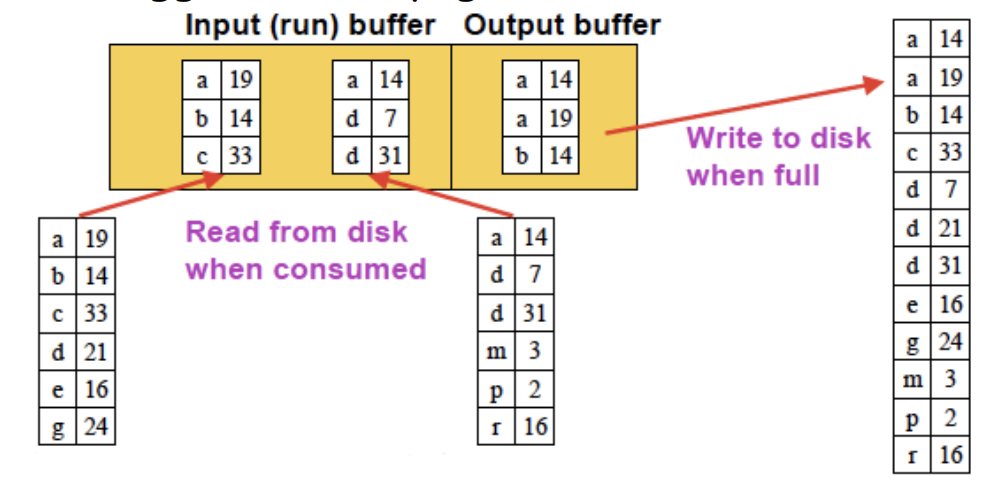 Input (run) buffer Output buffer
a 19
b 14
c 33
a 14
d 7
d 31
a 14
a 19
b 14
Write to disk
when full
Read from disk
when consumed
a 19
b 14
c 33
d 21
e 16
g 24
a 14
d 7
d 31
m 3
p 2
r 16
a 14
a 19
b 14
c 33
d 7
d 21
d 31
e 16
g 24
m 3
p 2
r 16